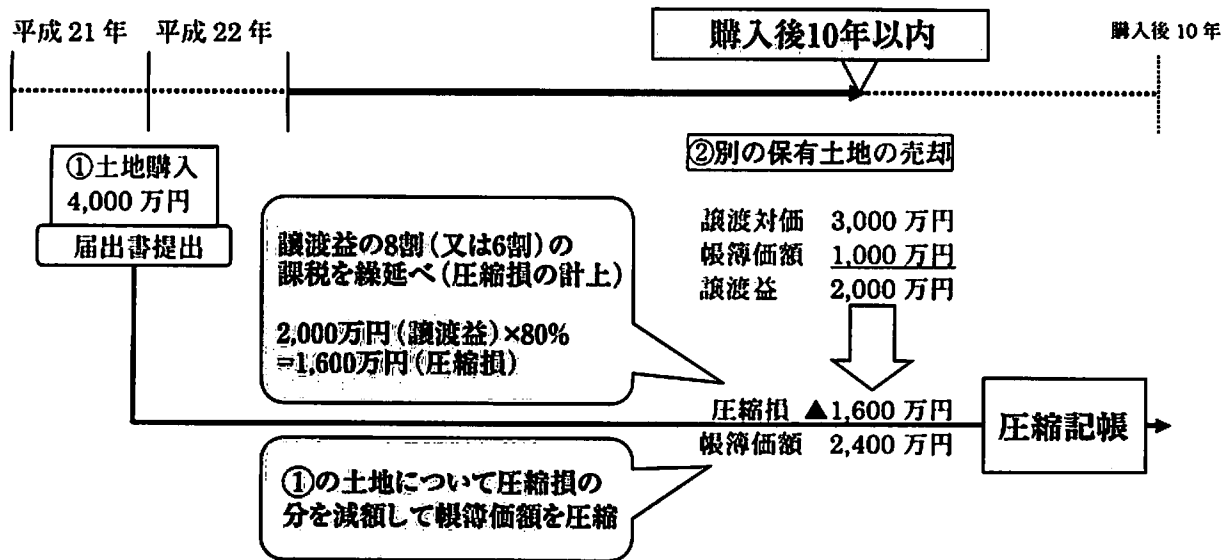 平成21年
平成22年
購入後10年以内
購入後10年
①土地購入
4,000万円
届出書提出
②別の保有土地の売却
譲渡対価 3,000万円
帳簿価額 1,000万円
譲渡益 2,000万円
譲渡益の8割(又は6割)の
課税を繰延べ(圧縮損の計上)
2,000万円(譲渡益)×80%
=1,600万円(圧縮損)
圧縮損 ▲1,600万円
帳簿価額 2,400万円
圧縮記帳
①の土地について圧縮損の
分を減額して帳簿価額を圧縮